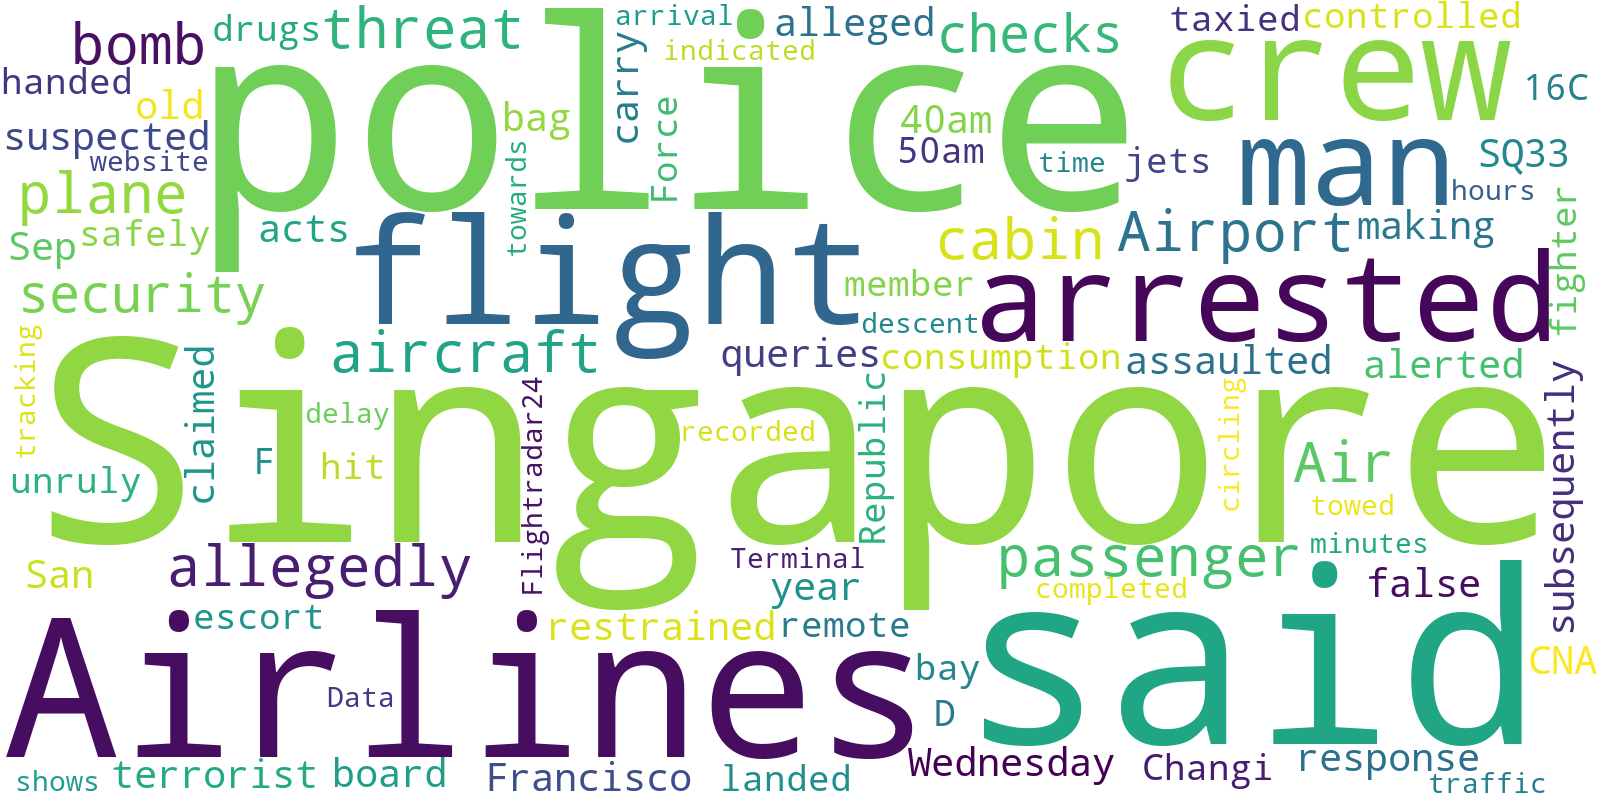 arrival
alleged
taxied
controlled
drugs
threat
bomb
indicated
checks
police
crew
handed
carry
16C
old
bag
Force
40am
suspected
website
50am
time
jets
man
SQ33
plane
towards
hours
fighter
Sep
safely
acts
flight
cabin
Airport
making
security
member
arrested
descent
tracking
aircraft
queries
consumption
assaulted
alerted
Singapore
claimed
Flightradar24
delay
recorded
Republic
circling
subsequently
unruly
F
hit
Air
towed
San
allegedly
Terminal
passenger
minutes
year
completed
false
Airlines
escort
restrained
remote
said
CNA
Data
bay
D
shows
terrorist
board
Francisco
landed
Wednesday
Changi
response
traffic